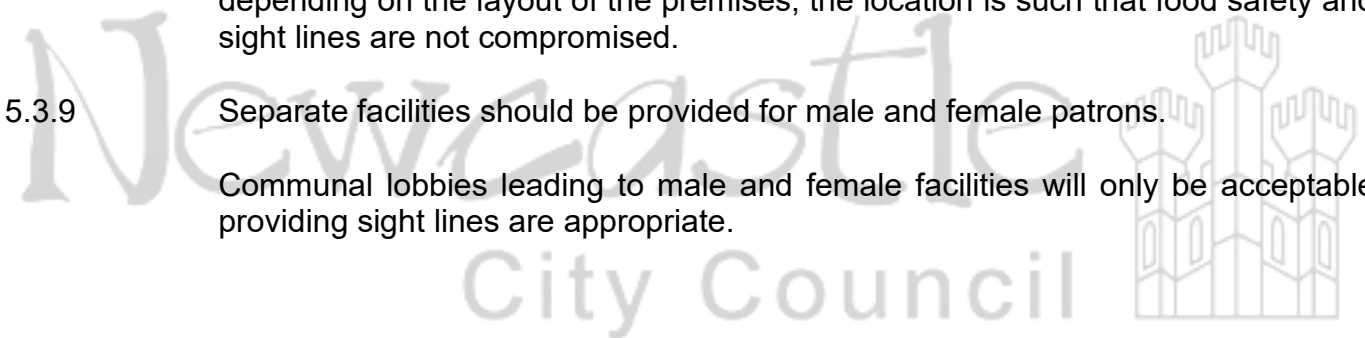 depending on the layout of the premises, the location is such that food safety and
sight lines are not compromised.
5.3.9 Separate facilities should be provided for male and female patrons.
Communal lobbies leading to male and female facilities will only be acceptable
providing sight lines are appropriate.
Newcastle
City Council